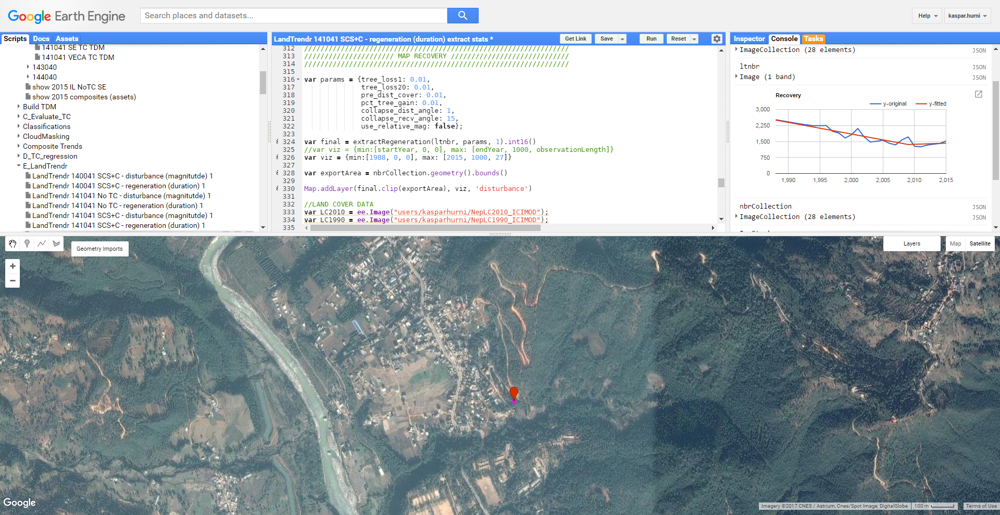 Google Earth Engine
Search places and datasets...
Help
kaspar.hurni
Scripts Docs Assets
141041 SE TC TDM
141041 VECA TC TDM
143040
144040
show 2015 IL NoTC SE
show 2015 composites (assets)
Build TDM
C_Evaluate_TC
Classifications
CloudMasking
Composite Trends
D_TC_regression
E_LandTrendr
LandTrendr 140041 SCS+C - disturbance (magnitutde) 1
LandTrendr 140041 SCS+C - regeneration (duration) 1
LandTrendr 141041 No TC - disturbance (magnitutde) 1
LandTrendr 141041 No TC - regeneration (duration) 1
LandTrendr 141041 SCS+C - disturbance (magnitutde) 1
LandTrendr 141041 SCS+C - regeneration (duration) 1
LandTrendr 141041 SCS+C - regeneration (duration) extract stats *
Get Link Save Run Reset
312 /////////////////////////////////////////////////////////////////
313 ////////////////////// MAP RECOVERY /////////////////////////////
314 /////////////////////////////////////////////////////////////////
315
316 var params = {tree_loss1: 0.01,
317 tree_loss20: 0.01,
318 pre_dist_cover: 0.01,
319 pct_tree_gain: 0.01,
320 collapse_dist_angle: 1,
321 collapse_recv_angle: 15,
322 use_relative_mag: false};
323
i 324 var final = extractRegeneration(ltnbr, params, 1).int16()
325 //var viz = {min:[startYear, 0, 0], max: [endYear, 1000, observationLength]}
i 326 var viz = {min:[1988, 0, 0], max: [2015, 1000, 27]}
327
i 328 var exportArea = nbrCollection.geometry().bounds()
329
i 330 Map.addLayer(final.clip(exportArea), viz, 'disturbance')
331
332 //LAND COVER DATA
333 var LC2010 = ee.Image("users/kasparhurni/NepLC2010_ICIMOD");
334 var LC1990 = ee.Image("users/kasparhurni/NepLC1990_ICIMOD");
335
Inspector Console Tasks
ImageCollection (28 elements) JSON
ltnbr JSON
Image (1 band) JSON
Recovery
y-original y-fitted
3,000
2,250
1,500
750
0
1,990 1,995 2,000 2,005 2,010 2,015
nbrCollection JSON
ImageCollection (28 elements) JSON
Geometry Imports
Layers
Map Satellite
+
−
Google
Imagery ©2017 CNES / Astrium, Cnes/Spot Image, DigitalGlobe
100 m
Terms of Use